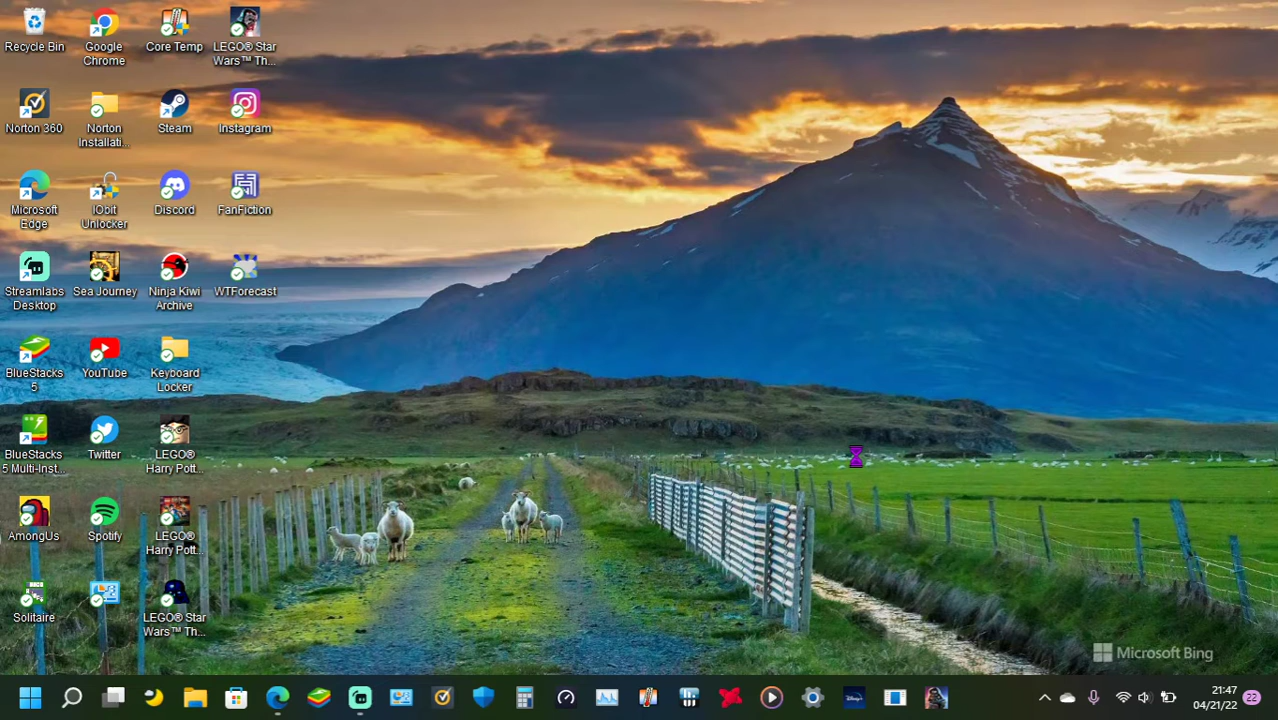 Recycle Bin
Google
Chrome
Core Temp
LEGO® Star
Wars™ Th...
Norton 360
Norton
Installati...
Steam
Instagram
Microsoft
Edge
IObit
Unlocker
Discord
FanFiction
Streamlabs
Desktop
Sea Journey
Ninja Kiwi
Archive
WTForecast
BlueStacks
5
YouTube
Keyboard
Locker
BlueStacks
5 Multi-Inst...
Twitter
LEGO®
Harry Pott...
AmongUs
Spotify
LEGO®
Harry Pott...
Solitaire
LEGO® Star
Wars™ Th...
Microsoft Bing
21:47
04/21/22
22